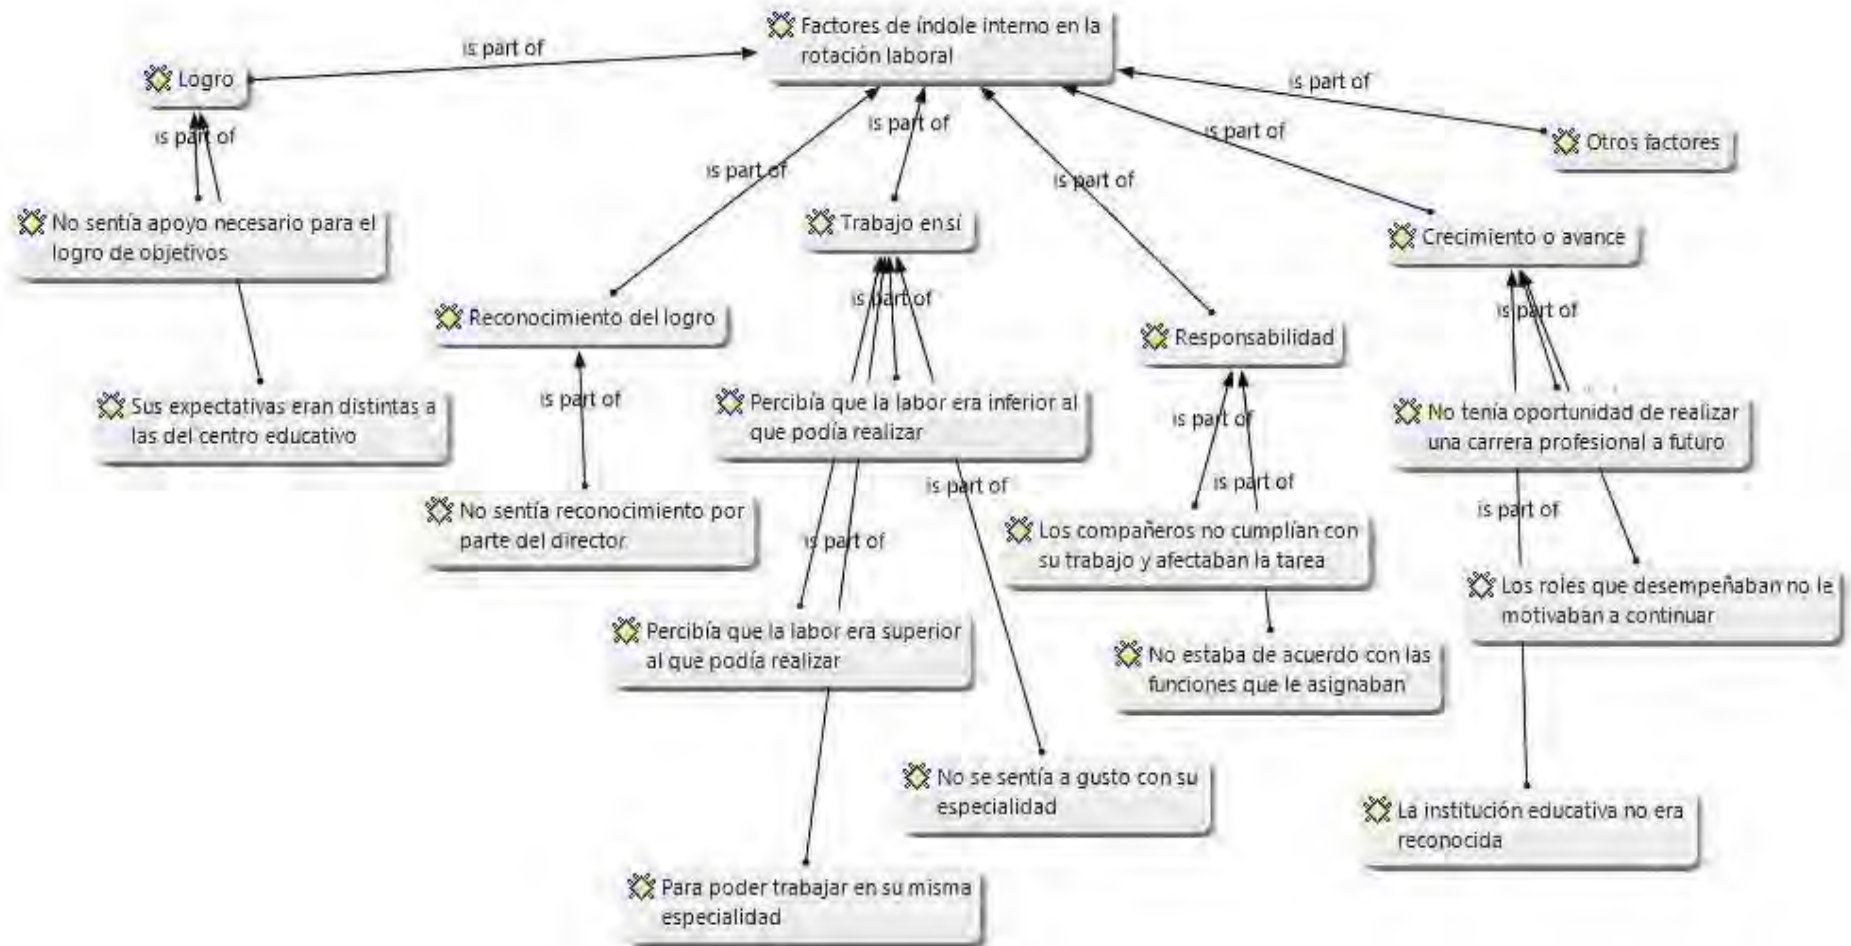 Factores de índole interno en la
rotación laboral
is part of
Logro
is part of
is part of
is part of
is part of
Otros factores
is part of
is part of
is part of
No sentía apoyo necesario para el
logro de objetivos
Trabajo en sí
Crecimiento o avance
is part of
is part of
Reconocimiento del logro
Responsabilidad
Sus expectativas eran distintas a
las del centro educativo
is part of
Percibía que la labor era inferior al
que podía realizar
is part of
No tenía oportunidad de realizar
una carrera profesional a futuro
is part of
is part of
is part of
No sentía reconocimiento por
parte del director
Los compañeros no cumplían con
su trabajo y afectaban la tarea
is part of
Los roles que desempeñaban no le
motivaban a continuar
Percibía que la labor era superior
al que podía realizar
No estaba de acuerdo con las
funciones que le asignaban
No se sentía a gusto con su
especialidad
La institución educativa no era
reconocida
Para poder trabajar en su misma
especialidad